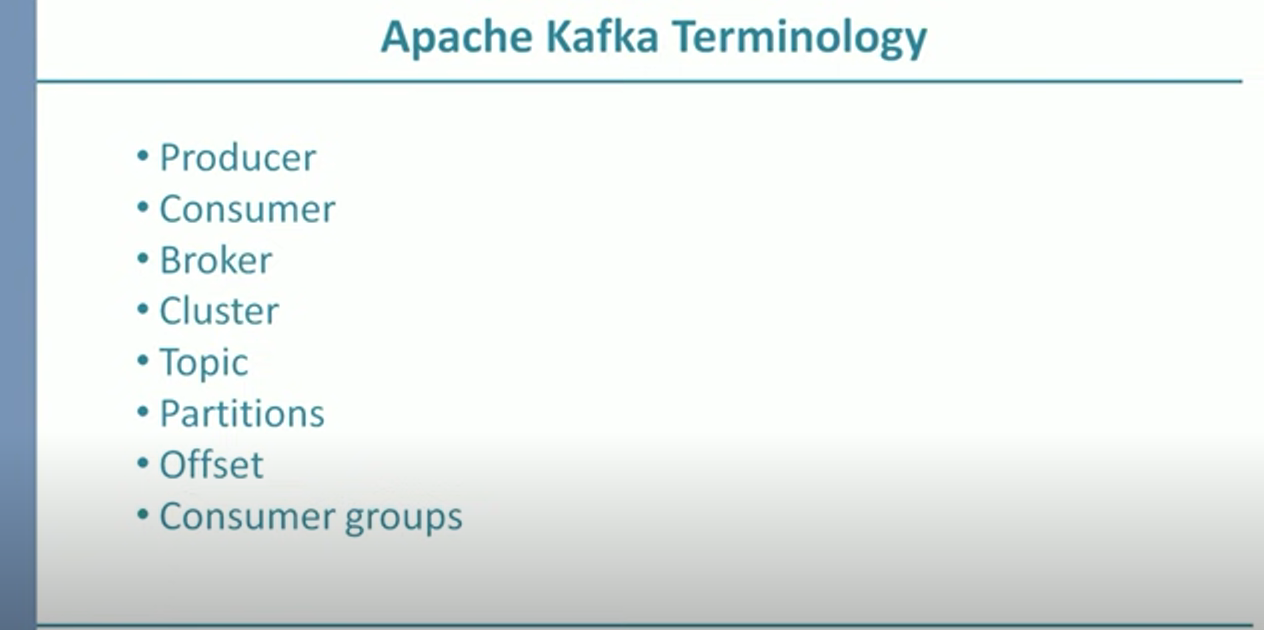 Apache Kafka Terminology
• Producer
• Consumer
• Broker
• Cluster
• Topic
• Partitions
• Offset
• Consumer groups